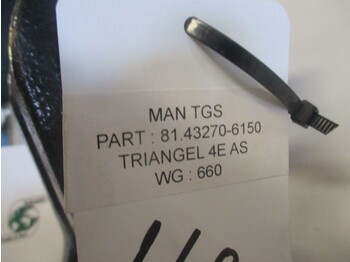 MAN TGS
PART : 81.43270-6150
TRIANGEL 4E AS
WG : 660